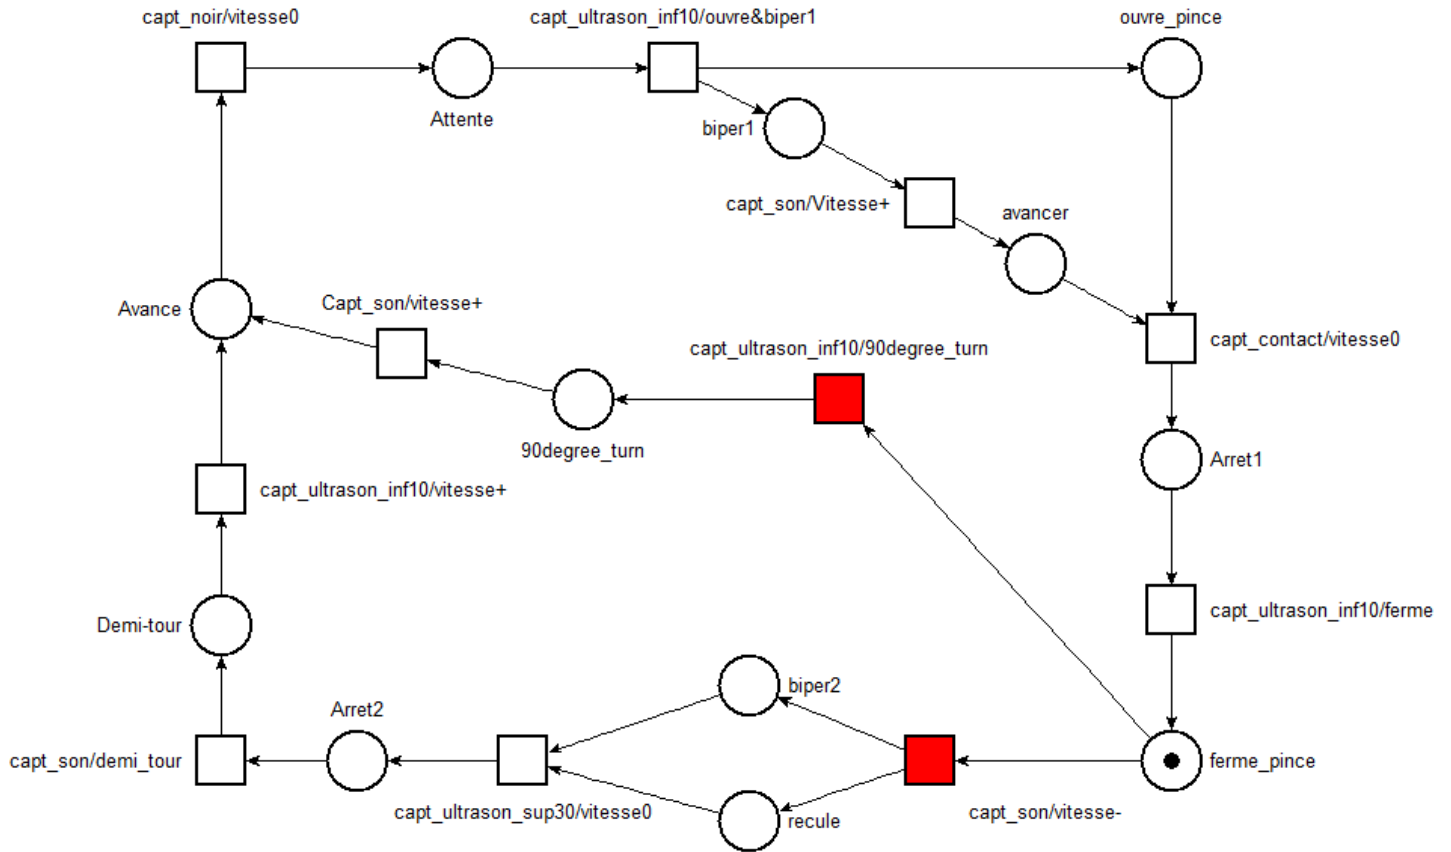 capt_noir/vitesse0
capt_ultrason_inf10/ouvre&biper1
ouvre_pince
Attente
biper1
capt_son/Vitesse+
avancer
Avance
Capt_son/vitesse+
capt_ultrason_inf10/90degree_turn
capt_contact/vitesse0
90degree_turn
Arret1
capt_ultrason_inf10/vitesse+
capt_ultrason_inf10/ferme
Demi-tour
biper2
Arret2
capt_son/demi_tour
ferme_pince
capt_ultrason_sup30/vitesse0
recule
capt_son/vitesse-